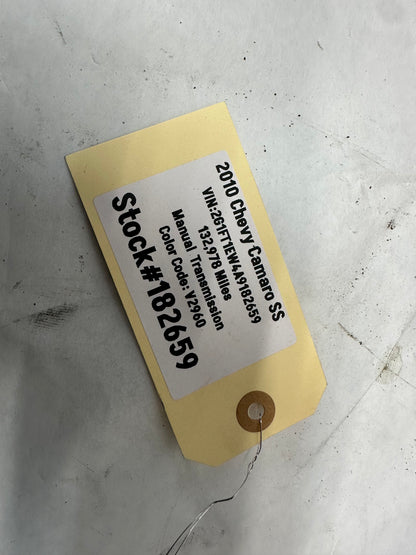 2010 Chevy Camaro SS
VIN:2G1FT1EW4A9182659
132,978 Miles
Manual Transmission
Color Code: V2960
Stock#182659